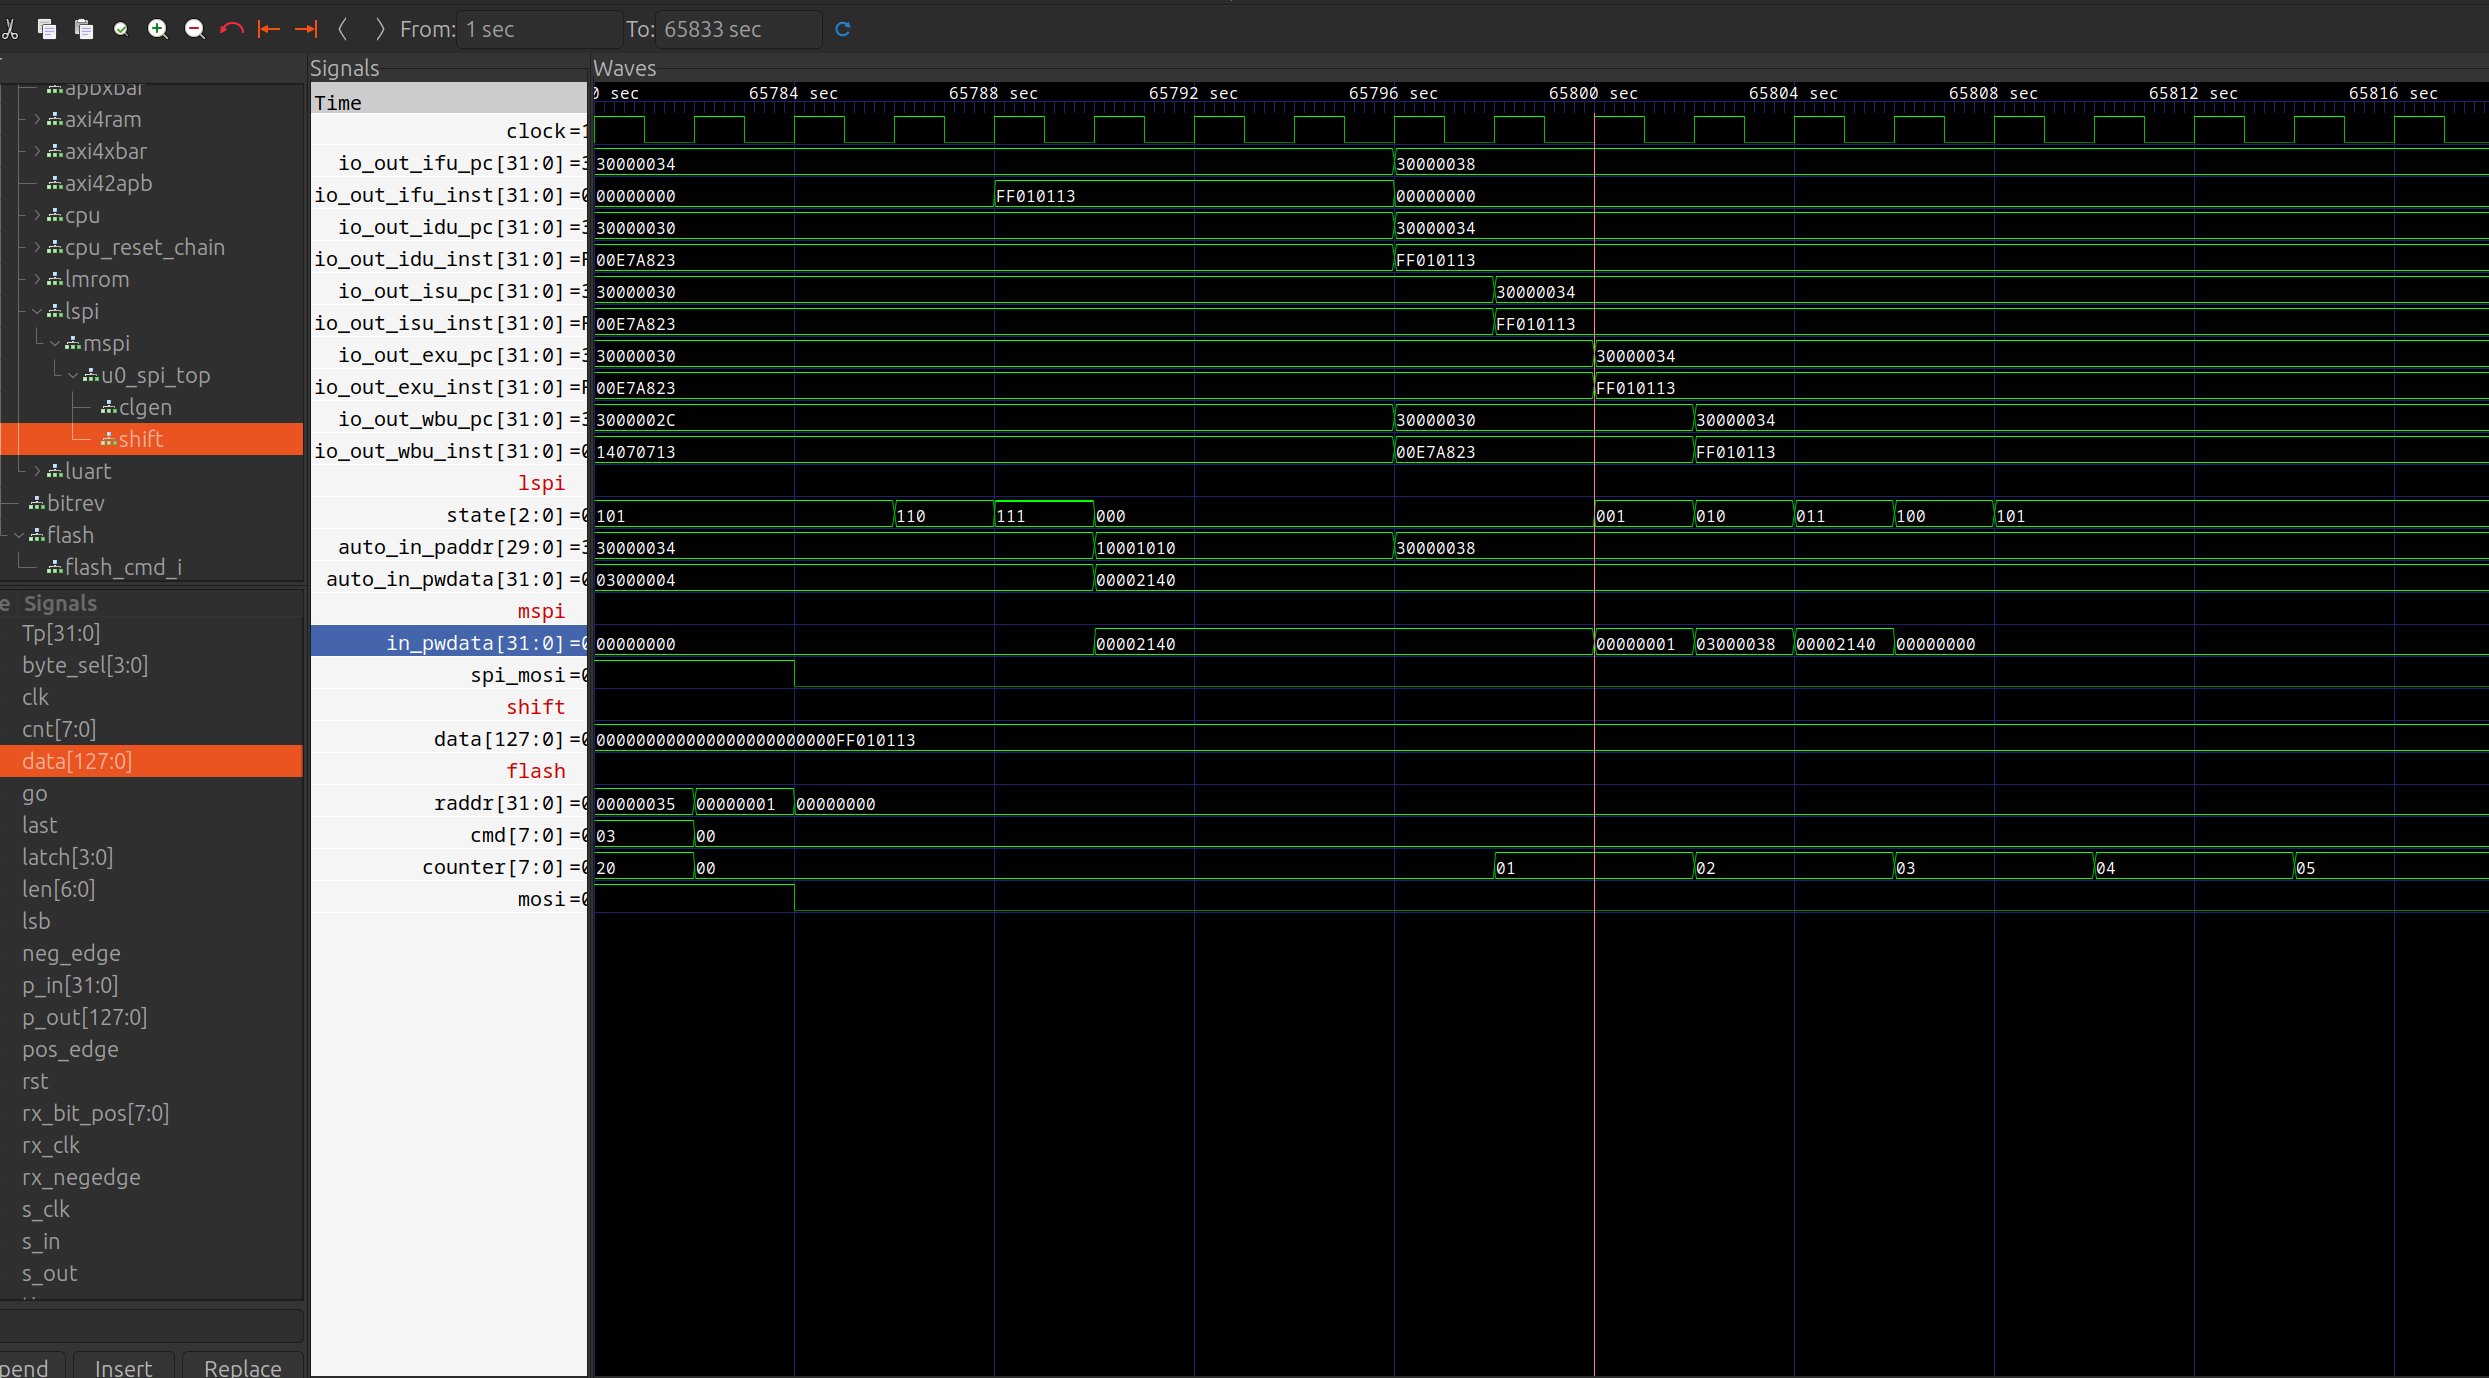 From: 1 sec To: 65833 sec
apbxbar
axi4ram
axi4xbar
axi42apb
cpu
cpu_reset_chain
lmrom
lspi
mspi
u0_spi_top
clgen
shift
luart
bitrev
flash
flash_cmd_i
e Signals
Tp[31:0]
byte_sel[3:0]
clk
cnt[7:0]
data[127:0]
go
last
latch[3:0]
len[6:0]
lsb
neg_edge
p_in[31:0]
p_out[127:0]
pos_edge
rst
rx_bit_pos[7:0]
rx_clk
rx_negedge
s_clk
s_in
s_out
pend Insert Replace
Signals
Waves
Time
0 sec 65784 sec 65788 sec 65792 sec 65796 sec 65800 sec 65804 sec 65808 sec 65812 sec 65816 sec
clock=1
io_out_ifu_pc[31:0]=3 30000034 30000038
io_out_ifu_inst[31:0]=0 00000000 FF010113 00000000
io_out_idu_pc[31:0]=3 30000030 30000034
io_out_idu_inst[31:0]=F 00E7A823 FF010113
io_out_isu_pc[31:0]=3 30000030 30000034
io_out_isu_inst[31:0]=F 00E7A823 FF010113
io_out_exu_pc[31:0]=3 30000030 30000034
io_out_exu_inst[31:0]=F 00E7A823 FF010113
io_out_wbu_pc[31:0]=3 3000002C 30000030 30000034
io_out_wbu_inst[31:0]=0 14070713 00E7A823 FF010113
lspi
state[2:0]=0 101 110 111 000 001 010 011 100 101
auto_in_paddr[29:0]=3 30000034 10001010 30000038
auto_in_pwdata[31:0]=0 03000004 00002140
mspi
in_pwdata[31:0]=0 00000000 00002140 00000001 03000038 00002140 00000000
spi_mosi=0
shift
data[127:0]=0 000000000000000000000000FF010113
flash
raddr[31:0]=0 00000035 00000001 00000000
cmd[7:0]=0 03 00
counter[7:0]=0 20 00 01 02 03 04 05
mosi=0